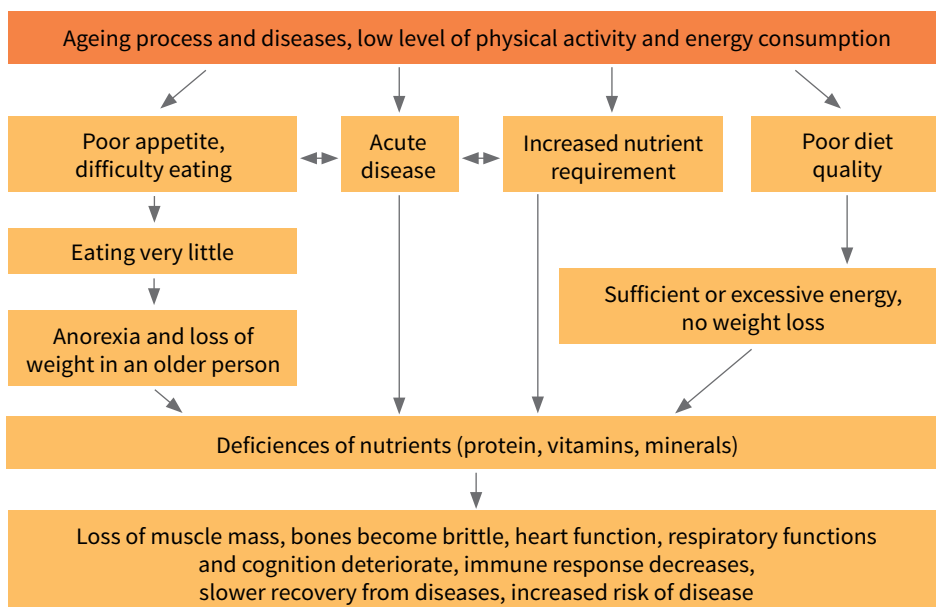 Ageing process and diseases, low level of physical activity and energy consumption
Poor appetite,
difficulty eating
Acute
disease
Increased nutrient
requirement
Poor diet
quality
Eating very little
Sufficient or excessive energy,
no weight loss
Anorexia and loss of
weight in an older person
Deficiences of nutrients (protein, vitamins, minerals)
Loss of muscle mass, bones become brittle, heart function, respiratory functions
and cognition deteriorate, immune response decreases,
slower recovery from diseases, increased risk of disease